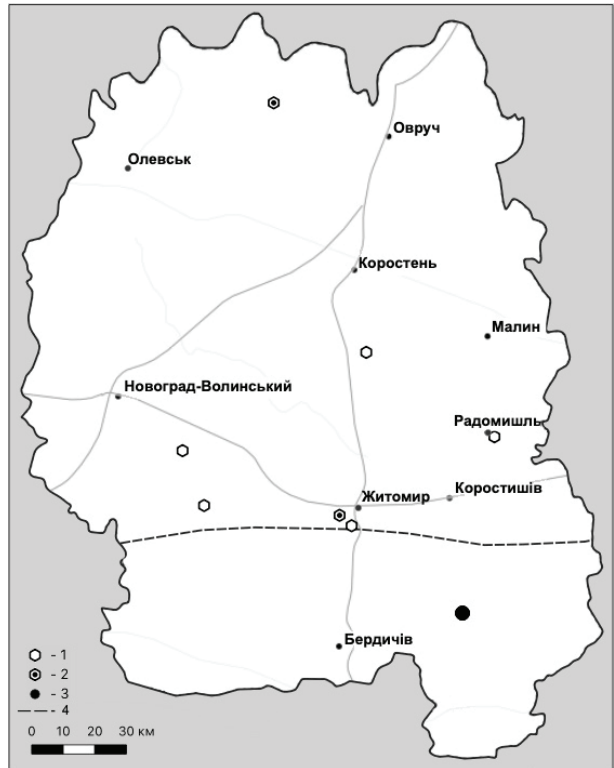 Овруч
Олевськ
Коростень
Малин
Новоград-Волинський
Радомишль
Житомир
Коростишів
Бердичів
- 1
- 2
- 3
- 4
0 10 20 30 км